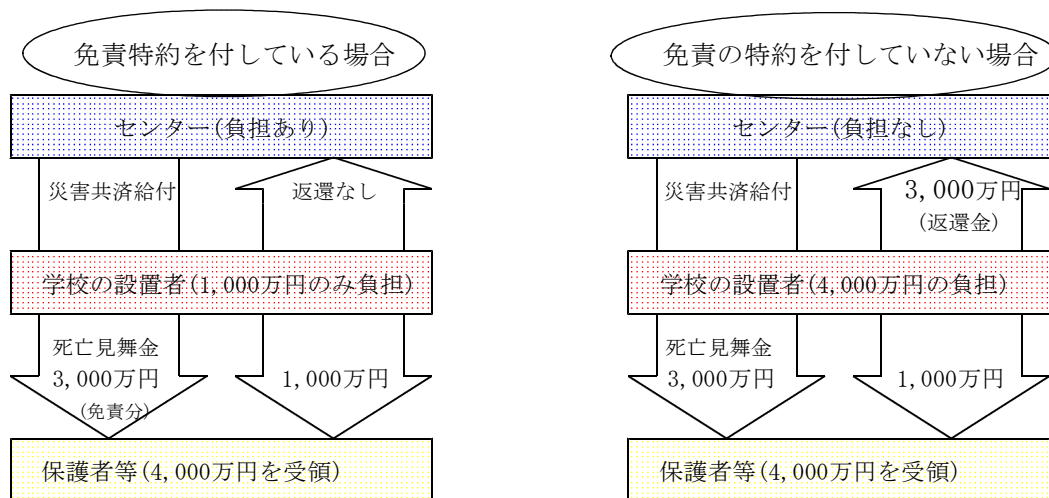 免責特約を付している場合
センター(負担あり)
災害共済給付
返還なし
学校の設置者(1,000万円のみ負担)
死亡見舞金
3,000万円
(免責分)
1,000万円
保護者等(4,000万円を受領)
免責の特約を付していない場合
センター(負担なし)
災害共済給付
3,000万円
(返還金)
学校の設置者(4,000万円の負担)
死亡見舞金
3,000万円
1,000万円
保護者等(4,000万円を受領)